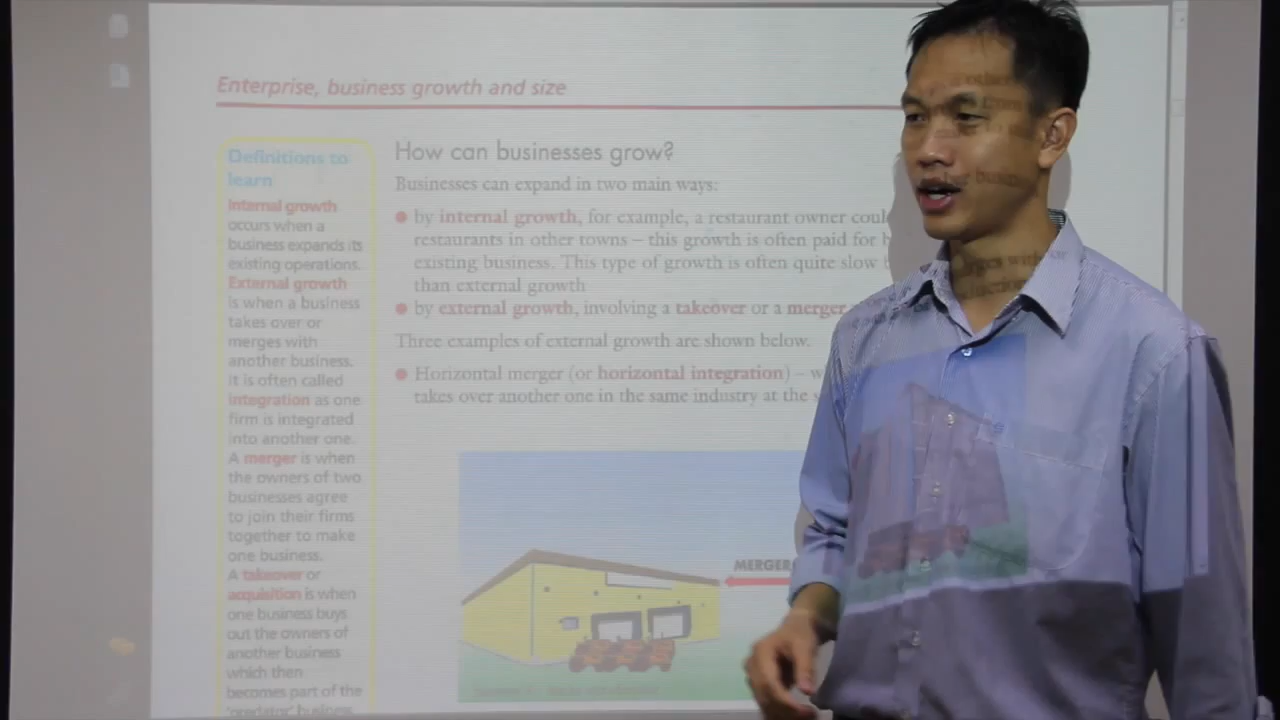 Enterprise, business growth and size
Definitions to
learn
Internal growth
occurs when a
business expands its
existing operations.
External growth
is when a business
takes over or
merges with
another business.
It is often called
integration as one
firm is integrated
into another one.
A merger is when
the owners of two
businesses agree
to join their firms
together to make
one business.
A takeover or
acquisition is when
one business buys
out the owners of
another business
which then
becomes part of the
'predator' business
How can businesses grow?
Businesses can expand in two main ways:
● by internal growth, for example, a restaurant owner coul
restaurants in other towns – this growth is often paid for b
existing business. This type of growth is often quite slow b
than external growth
● by external growth, involving a takeover or a merger
Three examples of external growth are shown below.
● Horizontal merger (or horizontal integration) – w
takes over another one in the same industry at the s
MERGER